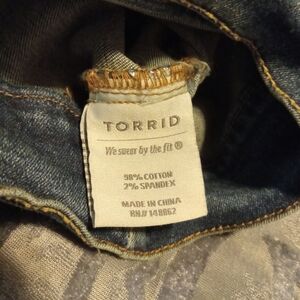 TORRID
We swear by the fit ®
98% COTTON
2% SPANDEX
MADE IN CHINA
RN// 148862